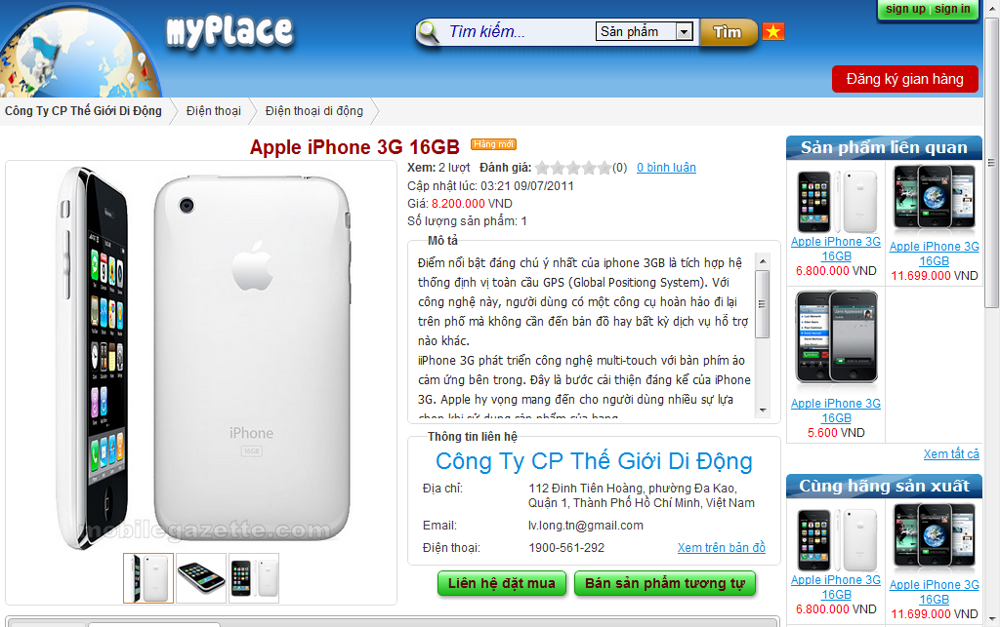 sign up | sign in
myPlace
Tìm kiếm...
Sản phẩm
Tìm
Đăng ký gian hàng
Công Ty CP Thế Giới Di Động
Điện thoại
Điện thoại di động
Apple iPhone 3G 16GB
Hàng mới
Xem: 2 lượt Đánh giá: (0) 0 bình luận
Cập nhật lúc: 03:21 09/07/2011
Giá: 8.200.000 VND
Số lượng sản phẩm: 1
Mô tả
Điểm nổi bật đáng chú ý nhất của iphone 3GB là tích hợp hệ
thống định vị toàn cầu GPS (Global Positiong System). Với
công nghệ này, người dùng có một công cụ hoàn hảo đi lại
trên phố mà không cần đến bản đồ hay bất kỳ dịch vụ hỗ trợ
nào khác.
iiPhone 3G phát triển công nghệ multi-touch với bàn phím ảo
cảm ứng bên trong. Đây là bước cải thiện đáng kể của iPhone
3G. Apple hy vọng mang đến cho người dùng nhiều sự lựa
chọn khi sử dụng sản phẩm của hang
iPhone
16GB
mobilegazette.com
Thông tin liên hệ
Công Ty CP Thế Giới Di Động
Địa chỉ: 112 Đinh Tiên Hoàng, phường Đa Kao,
Quận 1, Thành Phố Hồ Chí Minh, Việt Nam
Email: lv.long.tn@gmail.com
Điện thoại: 1900-561-292 Xem trên bản đồ
Liên hệ đặt mua
Bán sản phẩm tương tự
Sản phẩm liên quan
Apple iPhone 3G
16GB
6.800.000 VND
Apple iPhone 3G
16GB
11.699.000 VND
Apple iPhone 3G
16GB
5.600 VND
Xem tất cả
Cùng hãng sản xuất
Apple iPhone 3G
16GB
6.800.000 VND
Apple iPhone 3G
16GB
11.699.000 VND